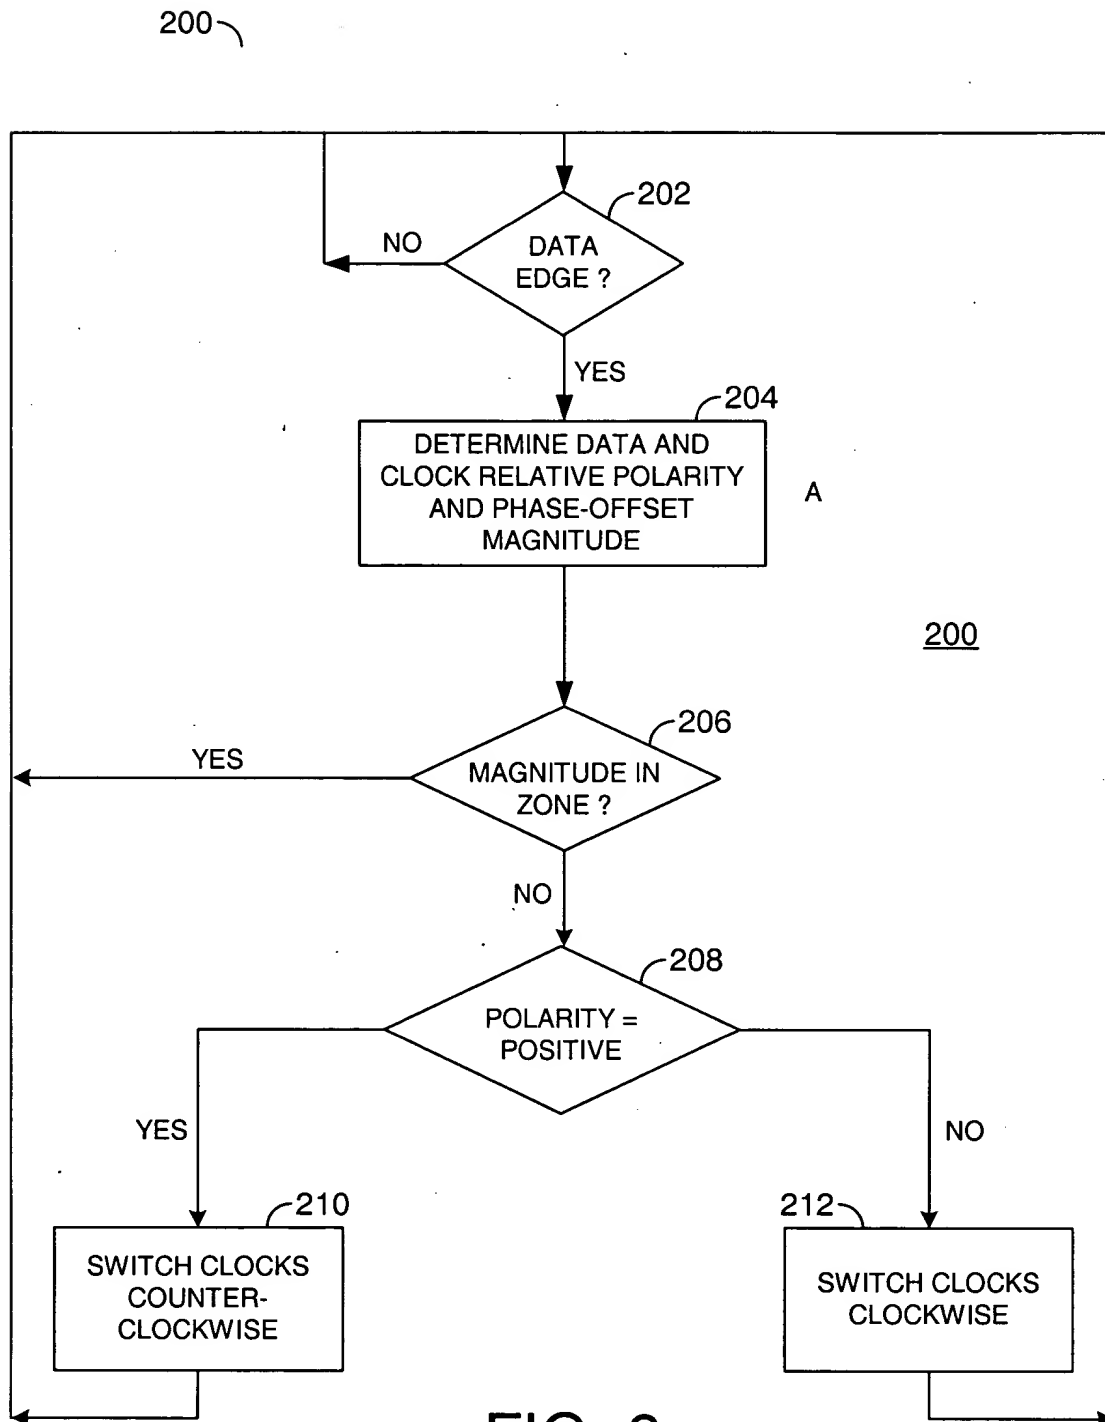 200
202
NO
DATA
EDGE ?
YES
204
DETERMINE DATA AND
CLOCK RELATIVE POLARITY
AND PHASE-OFFSET
MAGNITUDE
A
200
206
YES
MAGNITUDE IN
ZONE ?
NO
208
POLARITY =
POSITIVE
YES
NO
210
212
SWITCH CLOCKS
COUNTER-
CLOCKWISE
SWITCH CLOCKS
CLOCKWISE